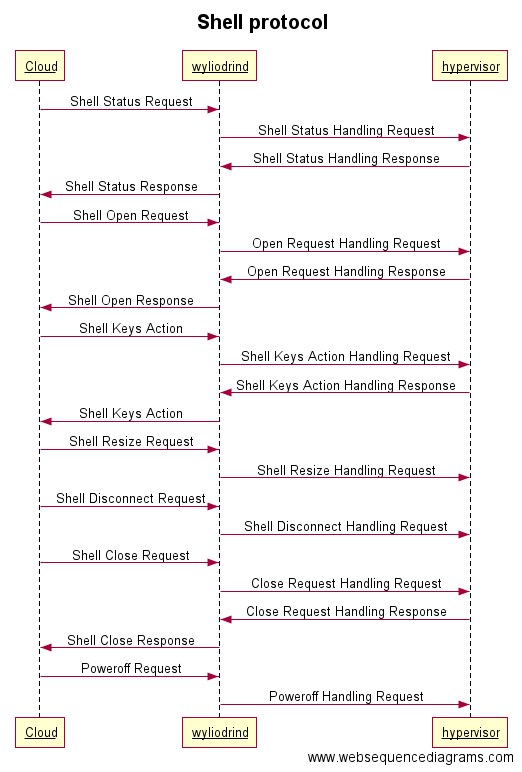 Shell protocol
Cloud wyliodrind hypervisor
Shell Status Request
Shell Status Handling Request
Shell Status Handling Response
Shell Status Response
Shell Open Request
Open Request Handling Request
Open Request Handling Response
Shell Open Response
Shell Keys Action
Shell Keys Action Handling Request
Shell Keys Action Handling Response
Shell Keys Action
Shell Resize Request
Shell Resize Handling Request
Shell Disconnect Request
Shell Disconnect Handling Request
Shell Close Request
Close Request Handling Request
Close Request Handling Response
Shell Close Response
Poweroff Request
Poweroff Handling Request
Cloud wyliodrind hypervisor
www.websequencediagrams.com